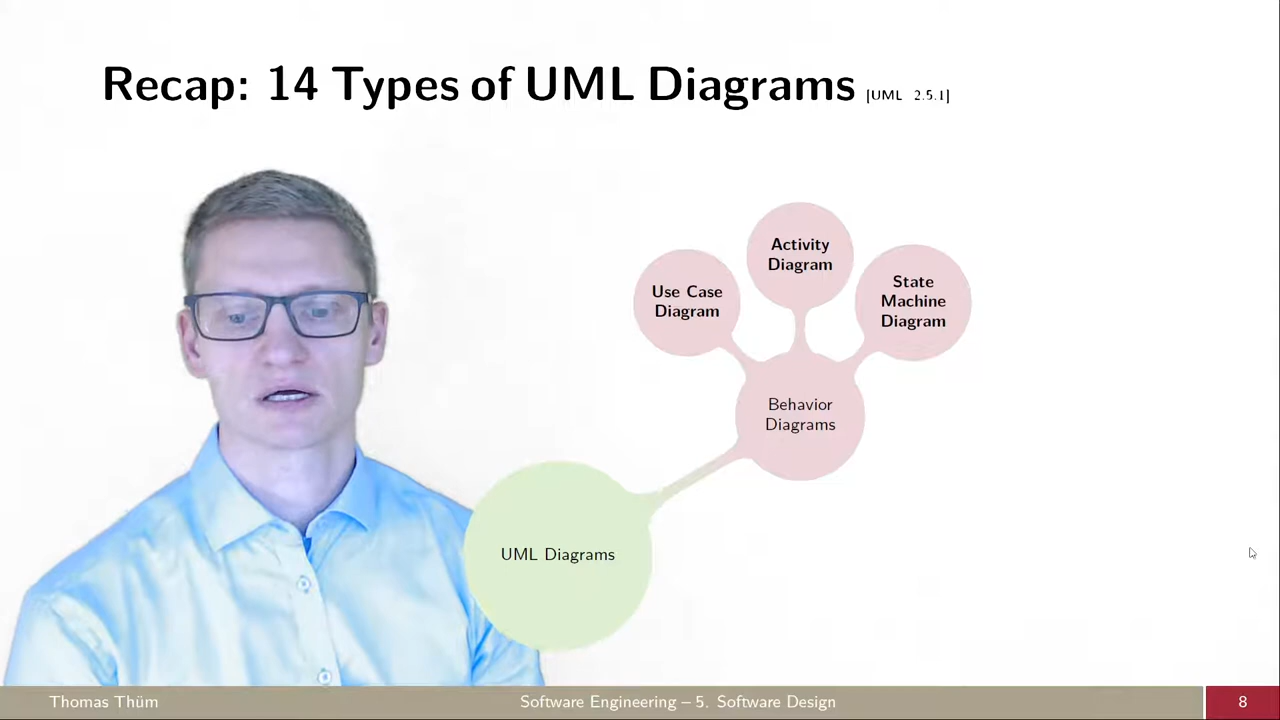 Recap: 14 Types of UML Diagrams [UML 2.5.1]
Activity
Diagram
Use Case
Diagram
State
Machine
Diagram
Behavior
Diagrams
UML Diagrams
Thomas Thüm
Software Engineering – 5. Software Design
8